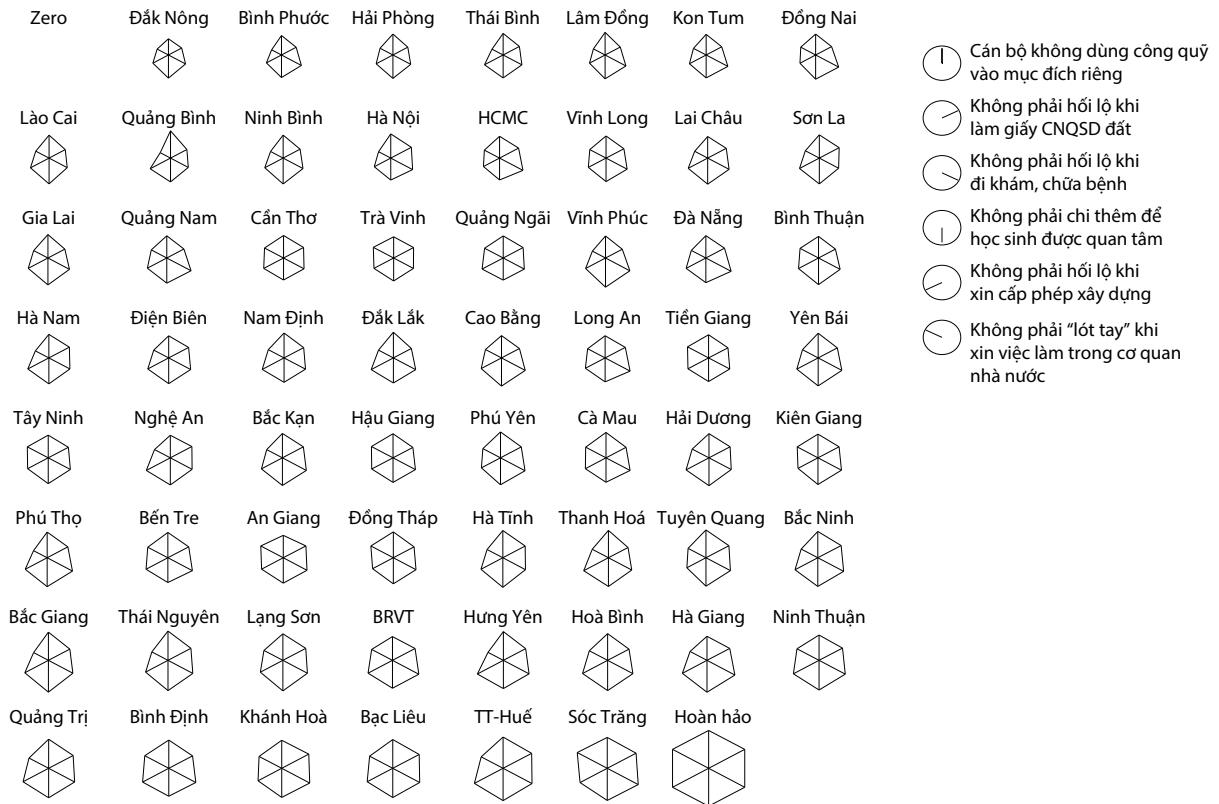 Zero Đắk Nông Bình Phước Hải Phòng Thái Bình Lâm Đồng Kon Tum Đồng Nai
Lào Cai Quảng Bình Ninh Bình Hà Nội HCMC Vĩnh Long Lai Châu Sơn La
Gia Lai Quảng Nam Cần Thơ Trà Vinh Quảng Ngãi Vĩnh Phúc Đà Nẵng Bình Thuận
Hà Nam Điện Biên Nam Định Đắk Lắk Cao Bằng Long An Tiền Giang Yên Bái
Tây Ninh Nghệ An Bắc Kạn Hậu Giang Phú Yên Cà Mau Hải Dương Kiên Giang
Phú Thọ Bến Tre An Giang Đồng Tháp Hà Tĩnh Thanh Hoá Tuyên Quang Bắc Ninh
Bắc Giang Thái Nguyên Lạng Sơn BRVT Hưng Yên Hoà Bình Hà Giang Ninh Thuận
Quảng Trị Bình Định Khánh Hoà Bạc Liêu TT-Huế Sóc Trăng Hoàn hảo
Cán bộ không dùng công quỹ
vào mục đích riêng
Không phải hối lộ khi
làm giấy CNQSD đất
Không phải hối lộ khi
đi khám, chữa bệnh
Không phải chi thêm để
học sinh được quan tâm
Không phải hối lộ khi
xin cấp phép xây dựng
Không phải “lót tay” khi
xin việc làm trong cơ quan
nhà nước